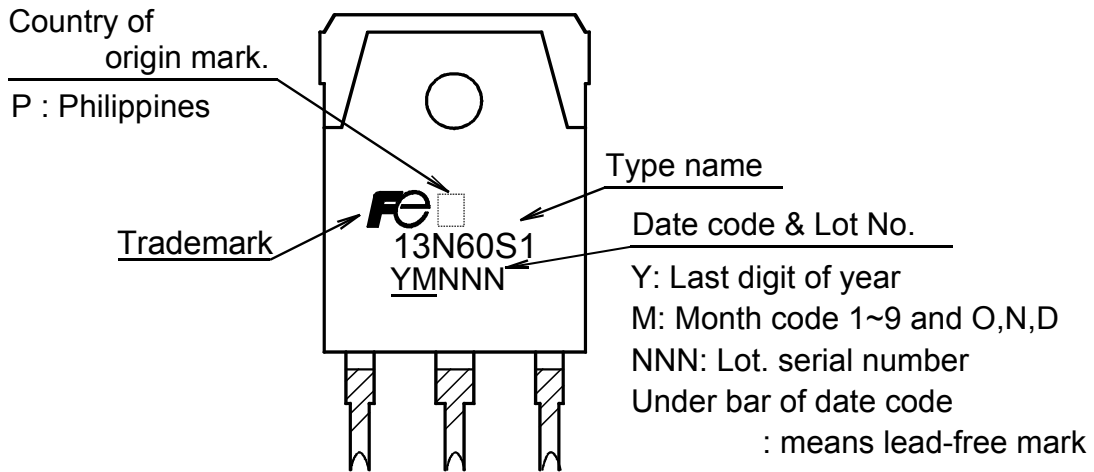 Country of
origin mark.
P : Philippines
Trademark
Fe
13N60S1
YMNNN
Type name
Date code & Lot No.
Y: Last digit of year
M: Month code 1~9 and O,N,D
NNN: Lot. serial number
Under bar of date code
: means lead-free mark